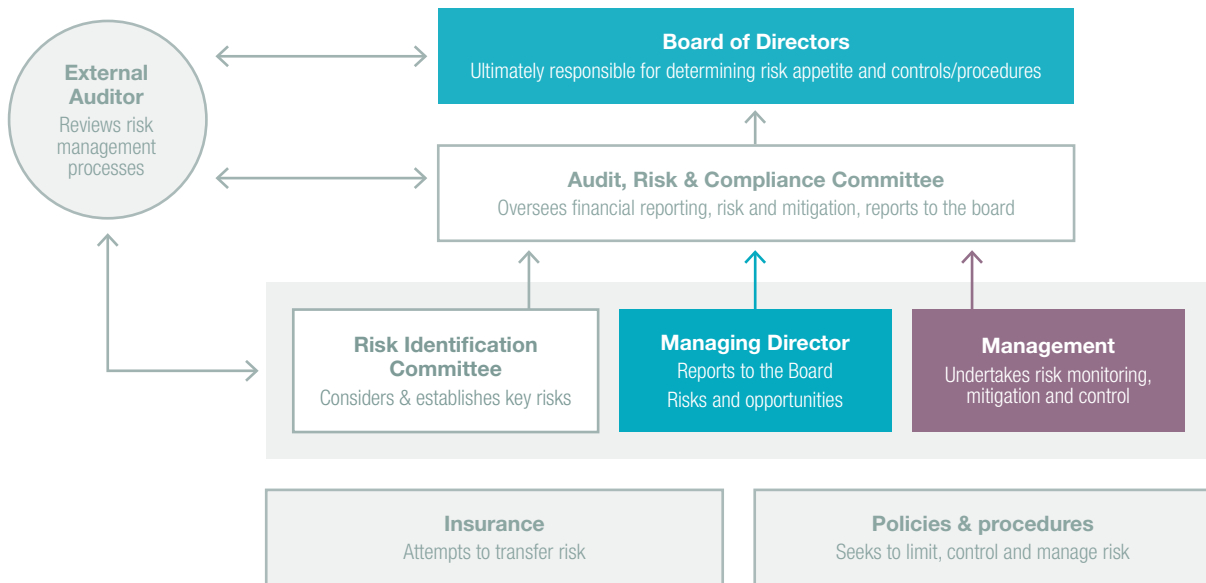 External
Auditor
Reviews risk
management
processes
Board of Directors
Ultimately responsible for determining risk appetite and controls/procedures
Audit, Risk & Compliance Committee
Oversees financial reporting, risk and mitigation, reports to the board
Risk Identification
Committee
Considers & establishes key risks
Managing Director
Reports to the Board
Risks and opportunities
Management
Undertakes risk monitoring,
mitigation and control
Insurance
Attempts to transfer risk
Policies & procedures
Seeks to limit, control and manage risk